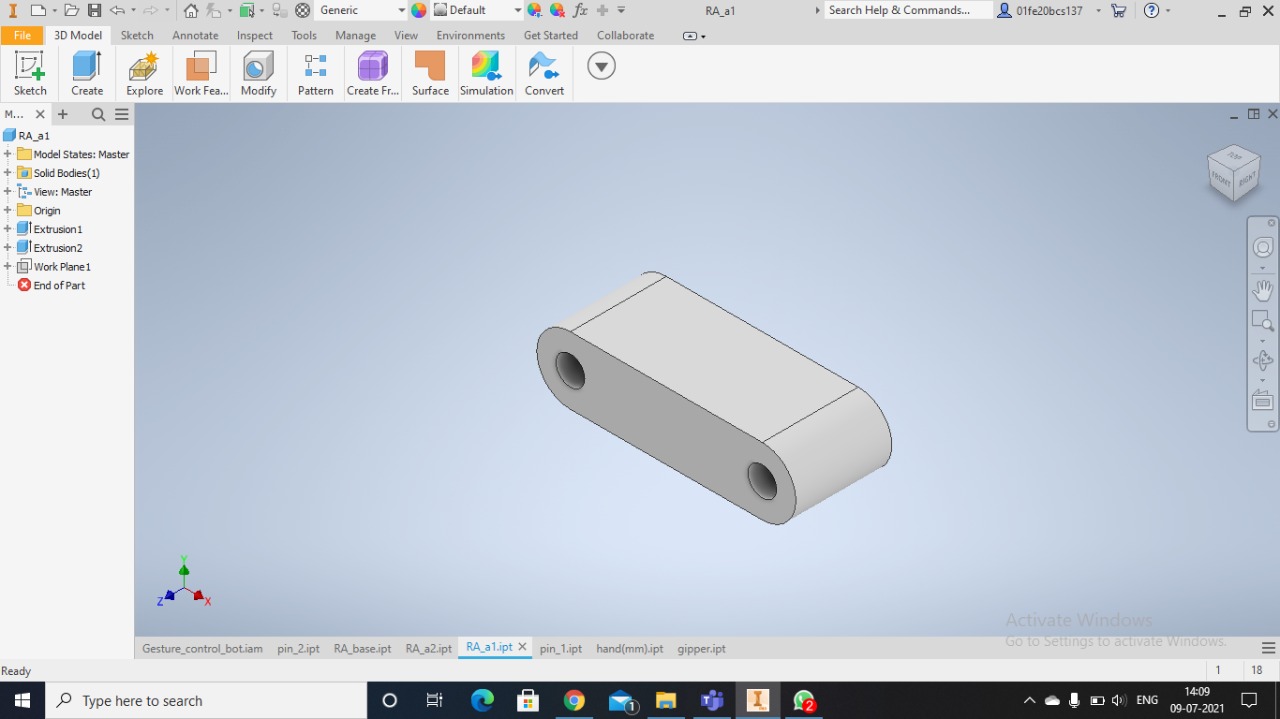 Generic
Default
fx
RA_a1
Search Help & Commands...
01fe20bcs137
File
3D Model
Sketch
Annotate
Inspect
Tools
Manage
View
Environments
Get Started
Collaborate
Sketch
Create
Explore
Work Fea...
Modify
Pattern
Create Fr...
Surface
Simulation
Convert
M...
RA_a1
Model States: Master
Solid Bodies(1)
View: Master
Origin
Extrusion1
Extrusion2
Work Plane1
End of Part
TOP
FRONT
RIGHT
Y
Z
X
Activate Windows
Go to Settings to activate Windows.
Gesture_control_bot.iam
pin_2.ipt
RA_base.ipt
RA_a2.ipt
RA_a1.ipt
pin_1.ipt
hand(mm).ipt
gipper.ipt
Ready
1
18
Type here to search
1
2
ENG
14:09
09-07-2021